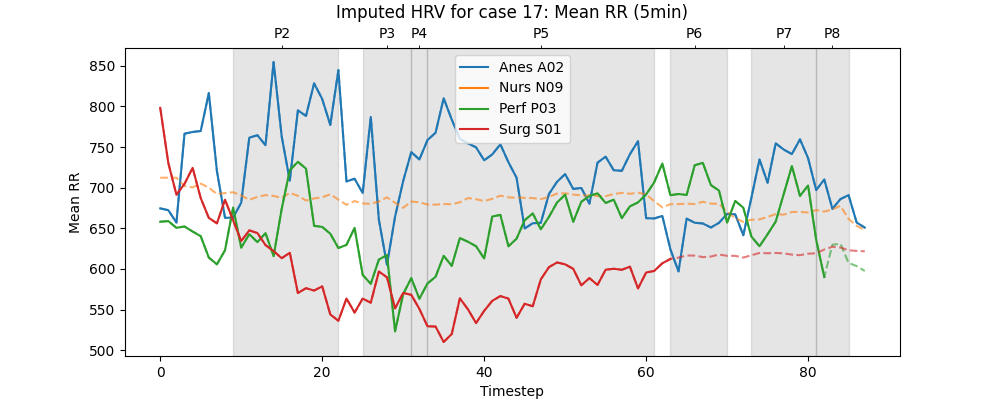 Imputed HRV for case 17: Mean RR (5min)
P2 P3 P4 P5 P6 P7 P8
Anes A02
Nurs N09
Perf P03
Surg S01
850
800
750
700
650
600
550
500
Mean RR
0 20 40 60 80
Timestep